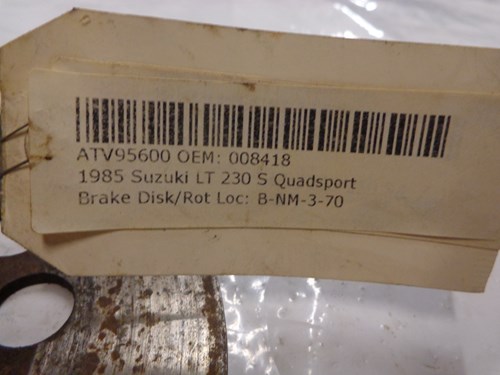 ATV95600 OEM: 008418
1985 Suzuki LT 230 S Quadsport
Brake Disk/Rot Loc: B-NM-3-70